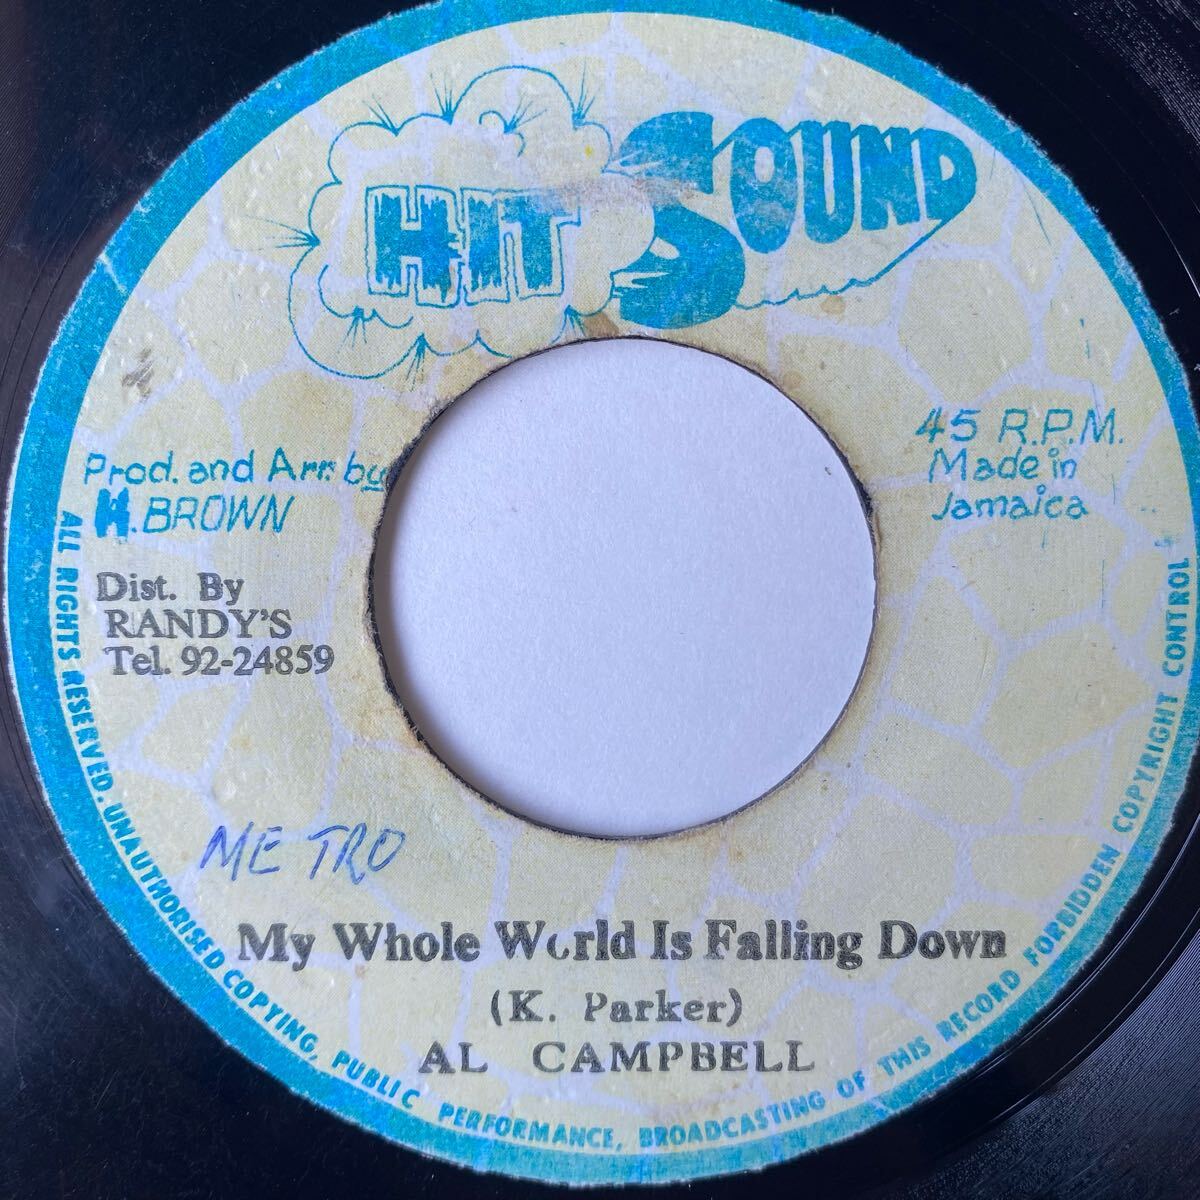 HIT SOUND
45 R.P.M.
Made in
Jamaica
Prod. and Arr. by
H. BROWN
Dist. By
RANDY'S
Tel. 92-24859
METRO
My Whole World Is Falling Down
(K. Parker)
AL CAMPBELL
ALL RIGHTS RESERVED. UNAUTHORISED COPYING, PUBLIC PERFORMANCE, BROADCASTING OF THIS RECORD FORBIDDEN COPYRIGHT CONTROL